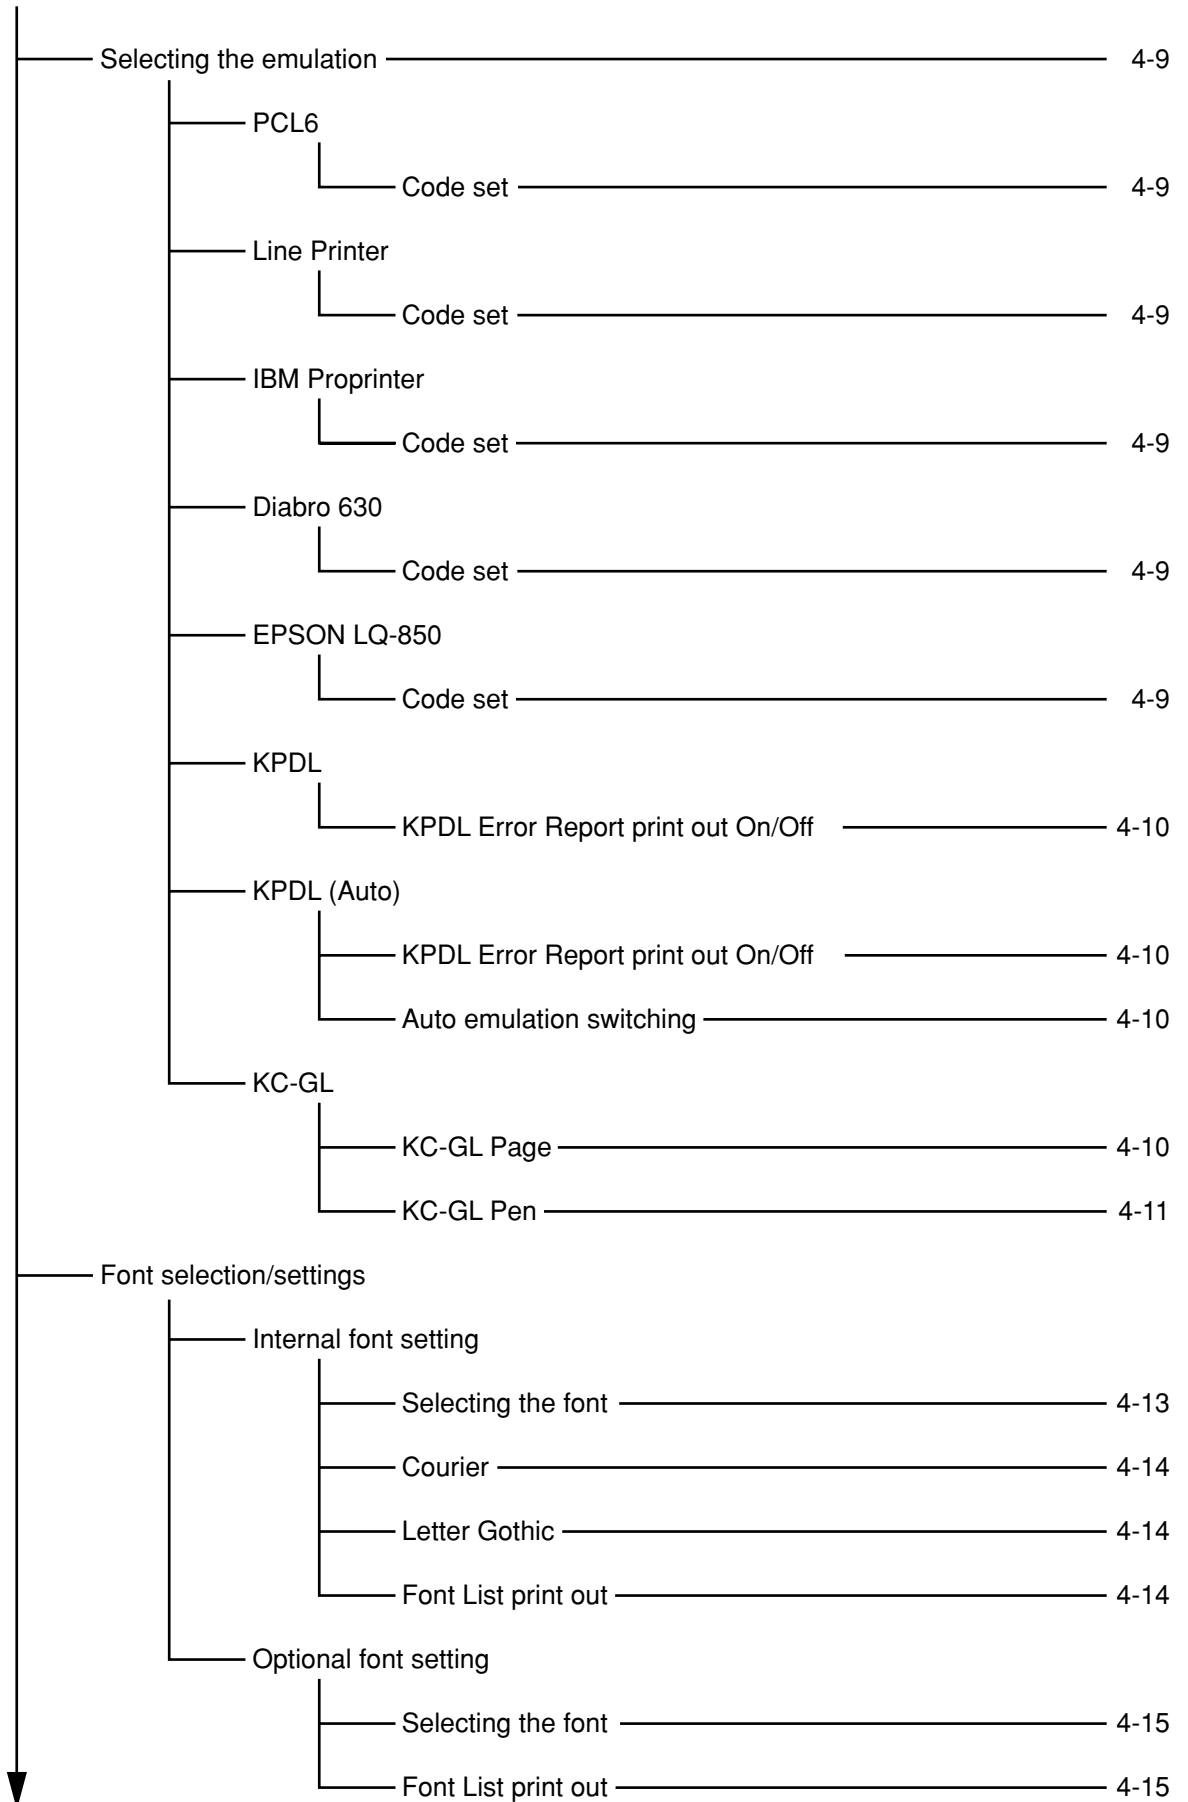 Selecting the emulation 4-9
PCL6
Code set 4-9
Line Printer
Code set 4-9
IBM Proprinter
Code set 4-9
Diabro 630
Code set 4-9
EPSON LQ-850
Code set 4-9
KPDL
KPDL Error Report print out On/Off 4-10
KPDL (Auto)
KPDL Error Report print out On/Off 4-10
Auto emulation switching 4-10
KC-GL
KC-GL Page 4-10
KC-GL Pen 4-11
Font selection/settings
Internal font setting
Selecting the font 4-13
Courier 4-14
Letter Gothic 4-14
Font List print out 4-14
Optional font setting
Selecting the font 4-15
Font List print out 4-15